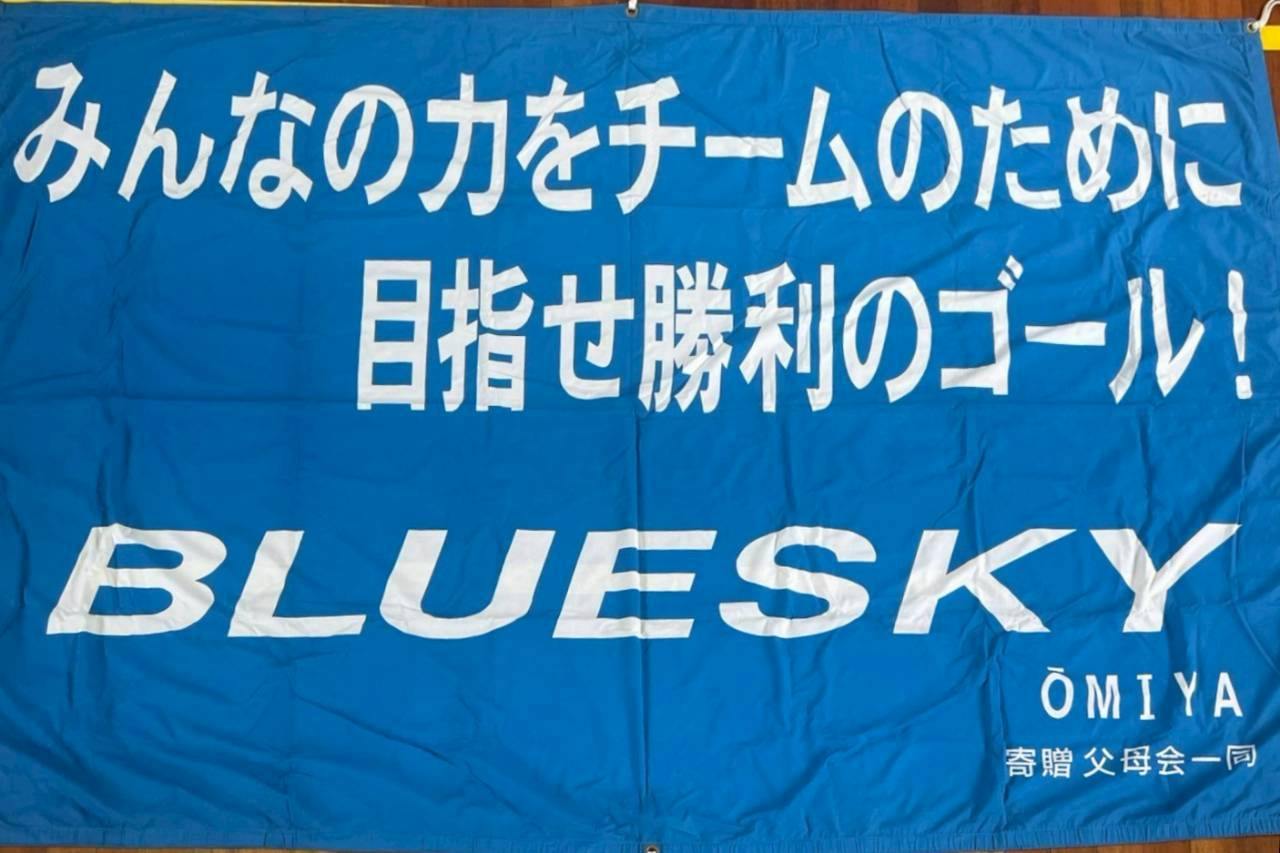 みんなの力をチームのために
目指せ勝利のゴール!
BLUESKY
ŌMIYA
寄贈 父母会一同